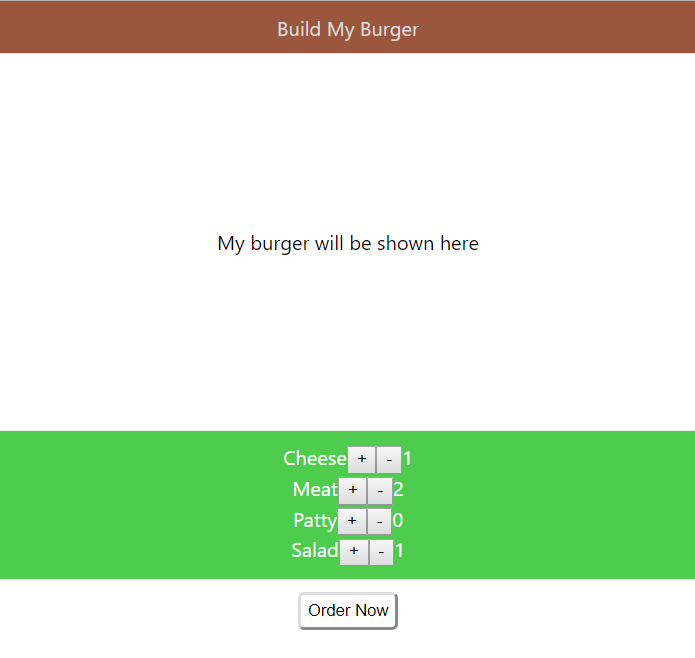 Build My Burger
My burger will be shown here
Cheese + - 1
Meat + - 2
Patty + - 0
Salad + - 1
Order Now